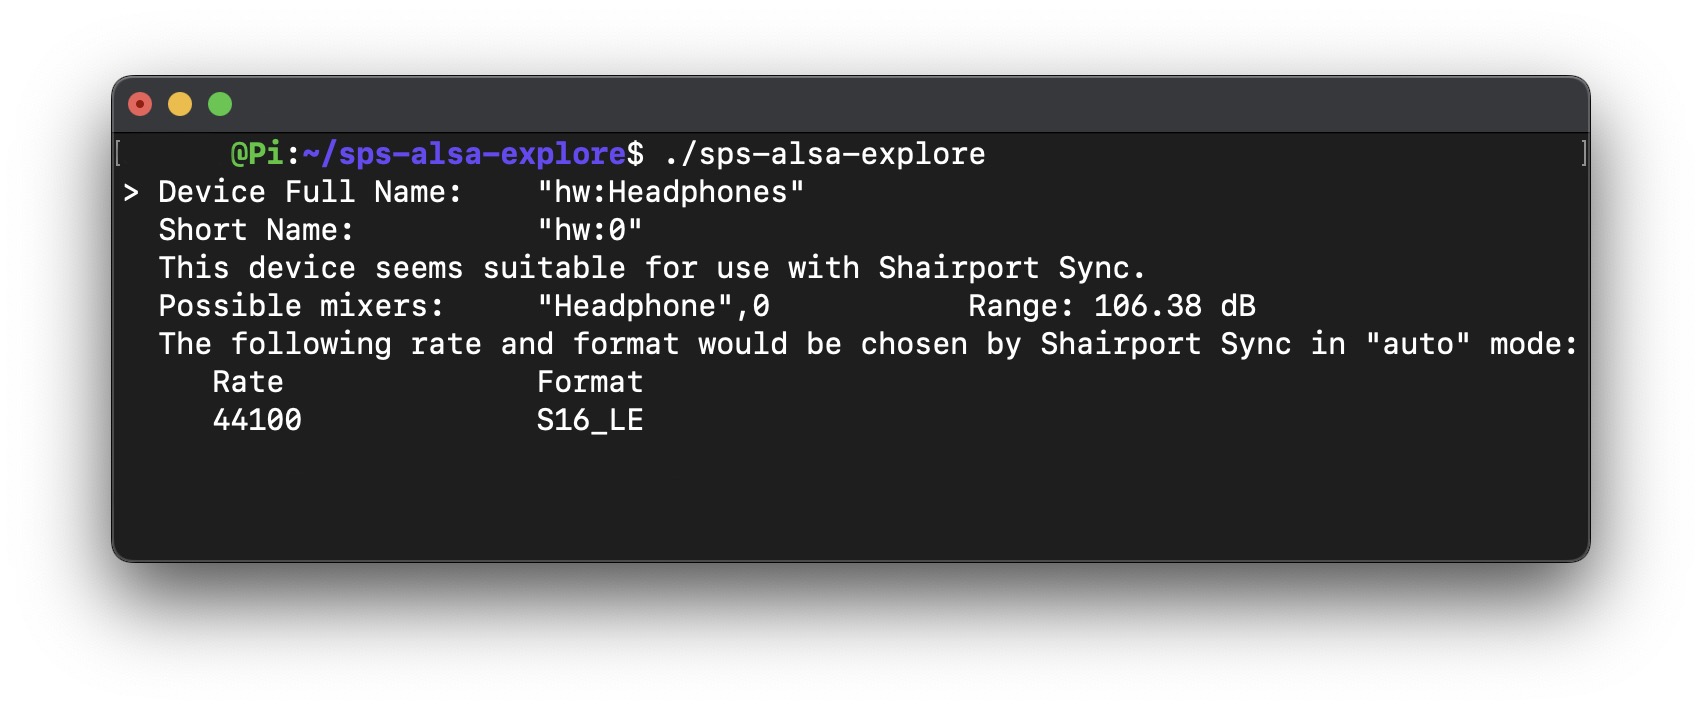 [ @Pi:~/sps-alsa-explore$ ./sps-alsa-explore ]
> Device Full Name: "hw:Headphones"
Short Name: "hw:0"
This device seems suitable for use with Shairport Sync.
Possible mixers: "Headphone",0 Range: 106.38 dB
The following rate and format would be chosen by Shairport Sync in "auto" mode:
Rate Format
44100 S16_LE